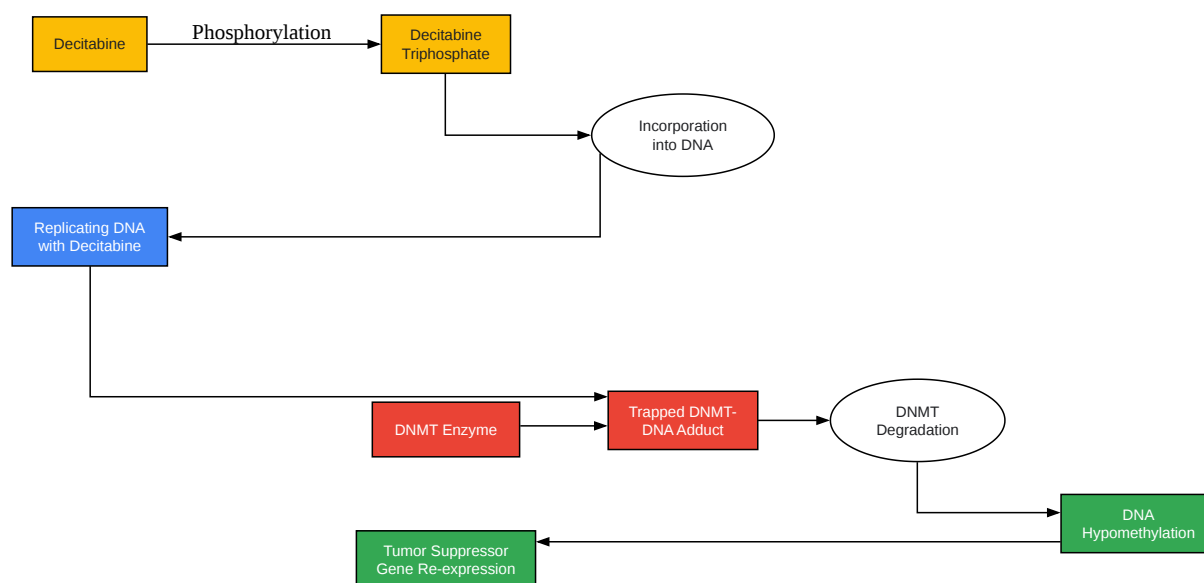 Decitabine
Phosphorylation
Decitabine
Triphosphate
Incorporation
into DNA
Replicating DNA
with Decitabine
DNMT Enzyme
Trapped DNMT-
DNA Adduct
DNMT
Degradation
DNA
Hypomethylation
Tumor Suppressor
Gene Re-expression